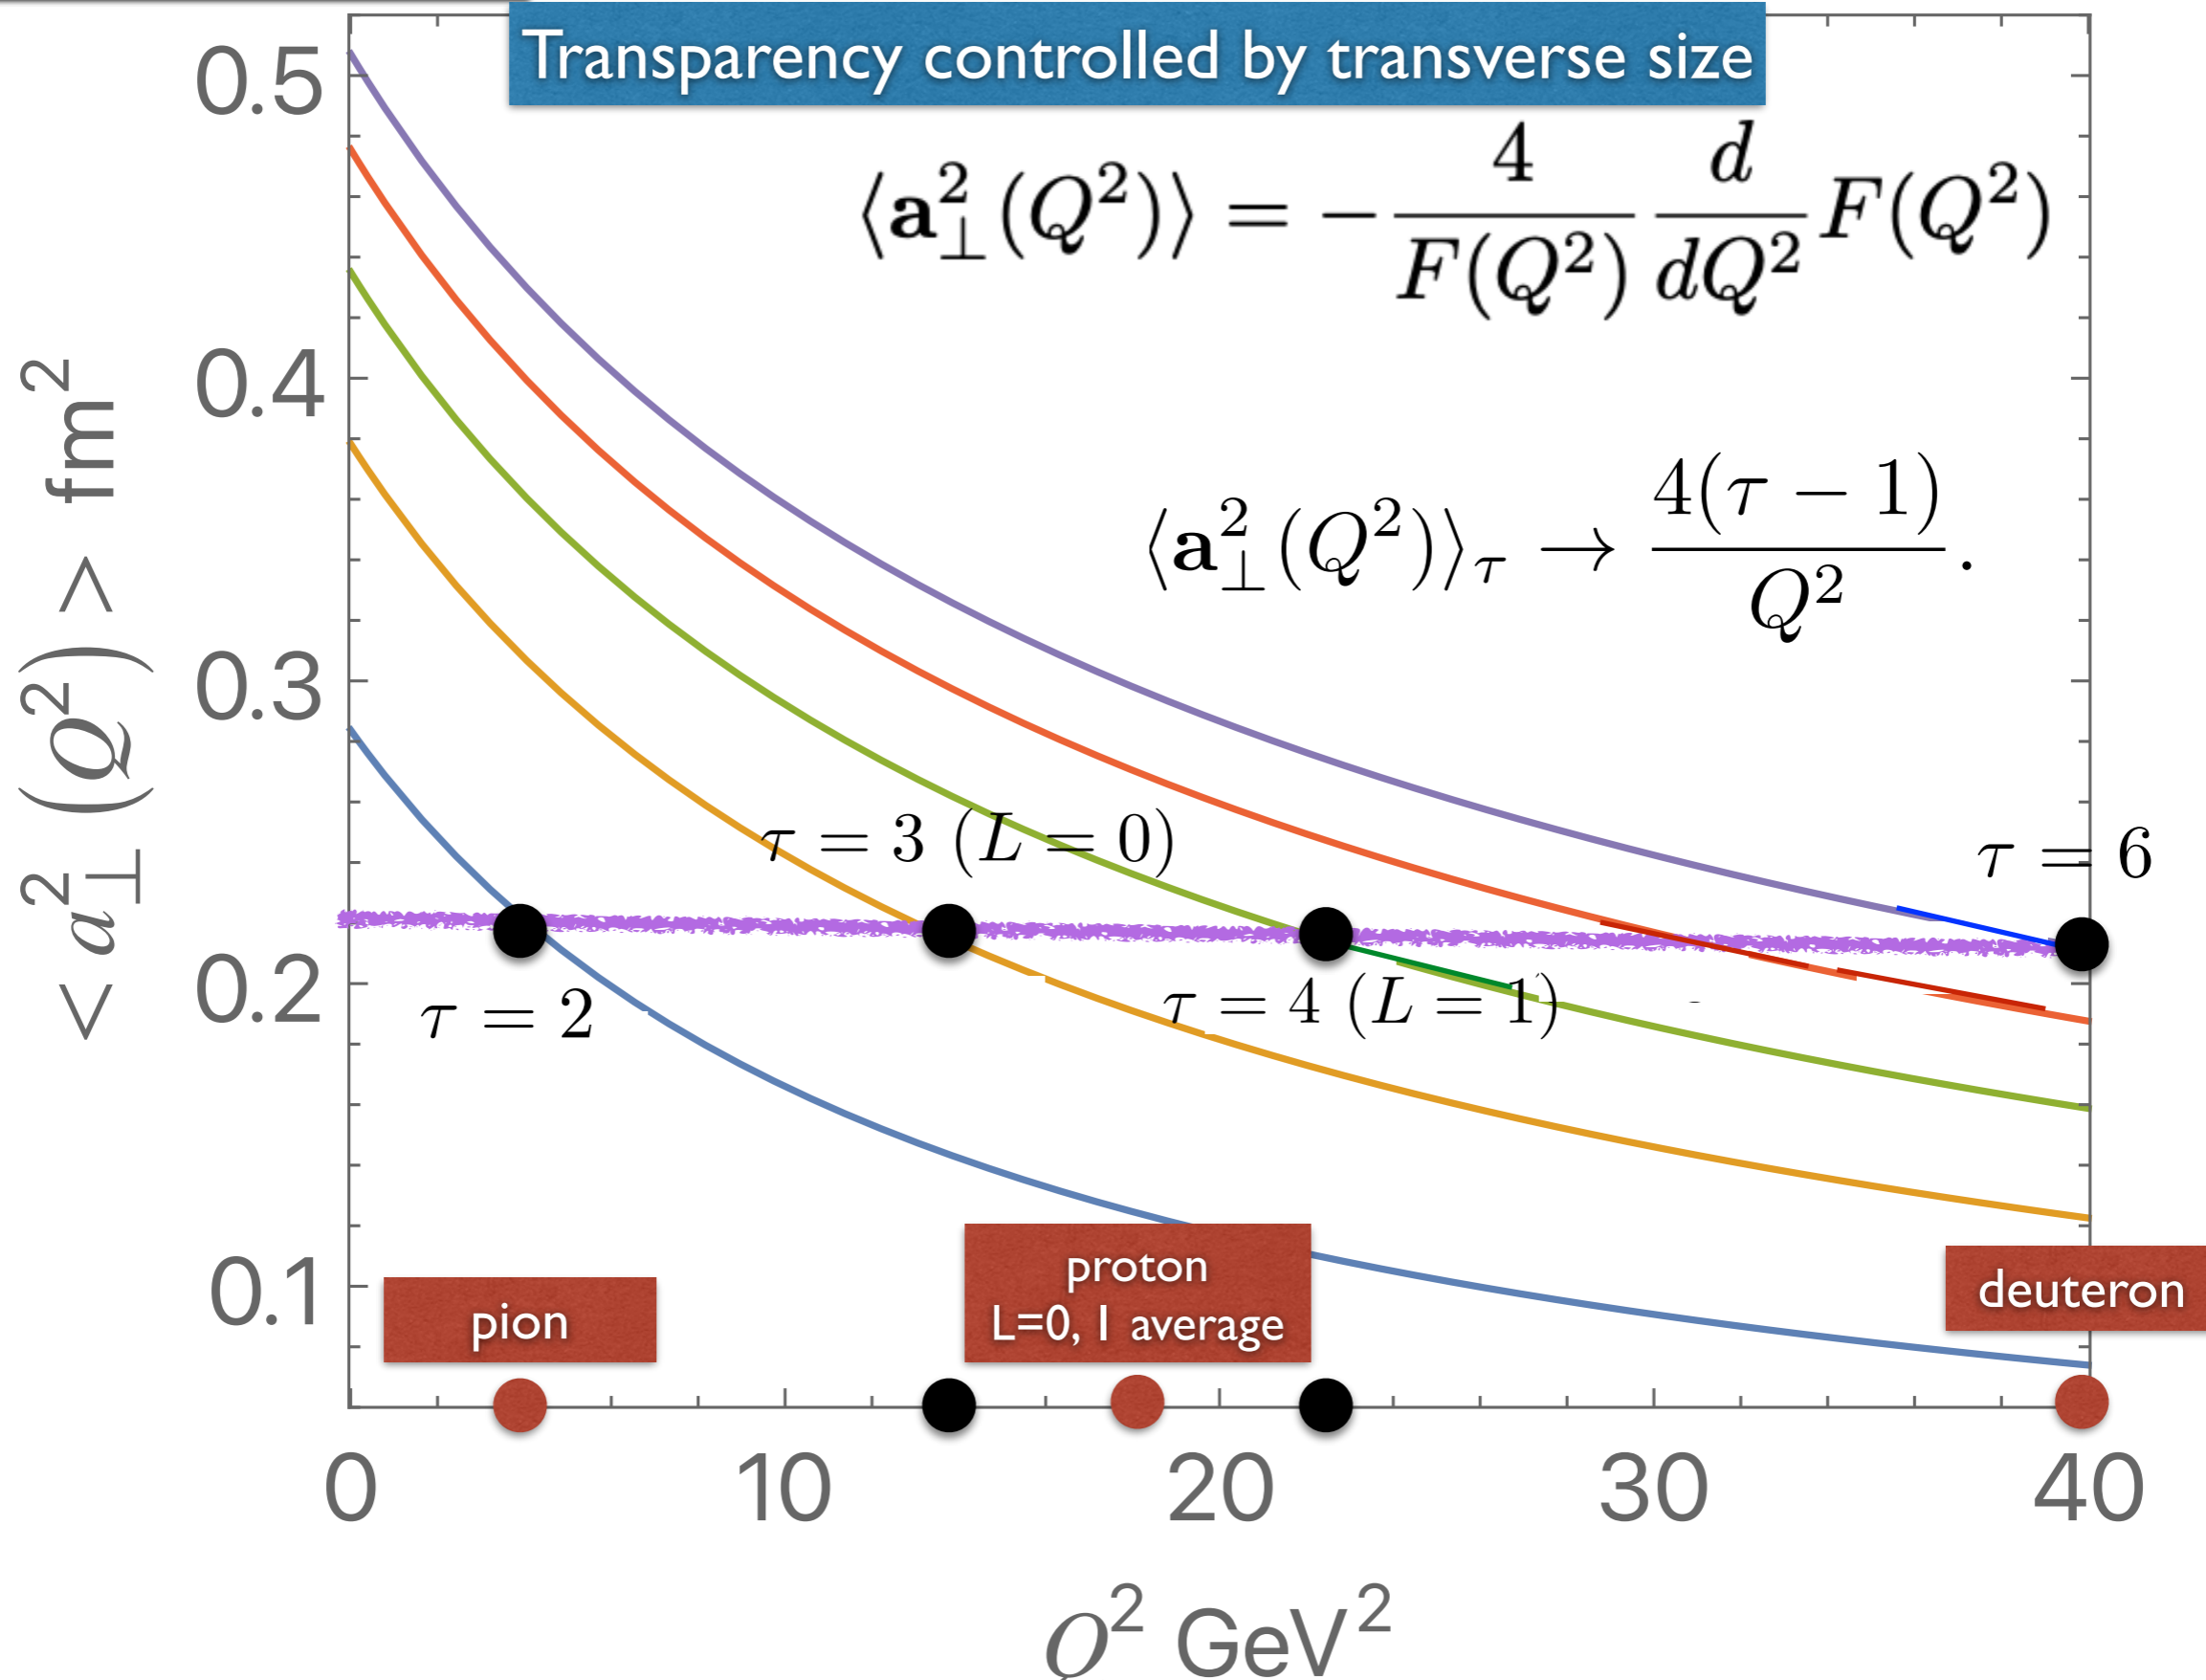 Transparency controlled by transverse size
0.5
0.4
0.3
0.2
0.1
< a²⊥ (Q²) > fm²
⟨a²⊥(Q²)⟩ = − 4/F(Q²) d/dQ² F(Q²)
⟨a²⊥(Q²)⟩τ → 4(τ − 1)/Q² .
τ = 3 (L = 0)
τ = 6
τ = 2
τ = 4 (L = 1)
pion
proton
L=0, 1 average
deuteron
0 10 20 30 40
Q² GeV²